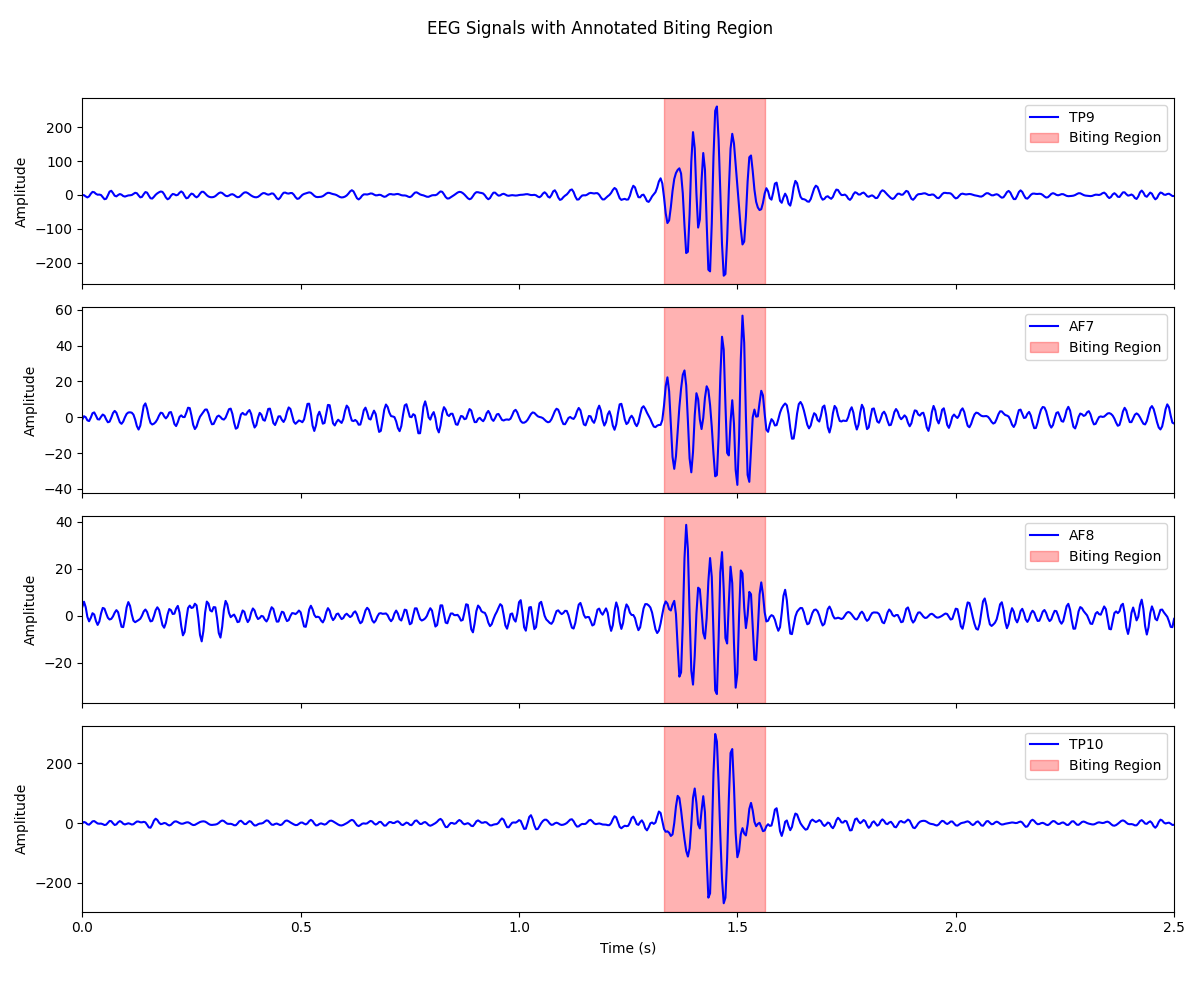 EEG Signals with Annotated Biting Region
200
100
0
−100
−200
Amplitude
TP9
Biting Region
60
40
20
0
−20
−40
Amplitude
AF7
Biting Region
40
20
0
−20
Amplitude
AF8
Biting Region
200
0
−200
Amplitude
TP10
Biting Region
0.0 0.5 1.0 1.5 2.0 2.5
Time (s)